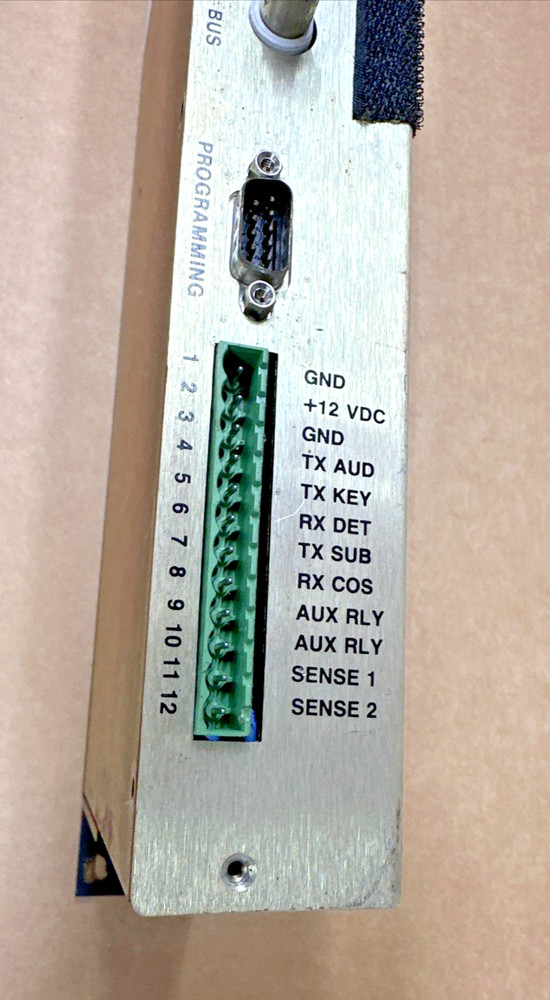 BUS
PROGRAMMING
1 GND
2 +12 VDC
3 GND
4 TX AUD
5 TX KEY
6 RX DET
7 TX SUB
8 RX COS
9 AUX RLY
10 AUX RLY
11 SENSE 1
12 SENSE 2